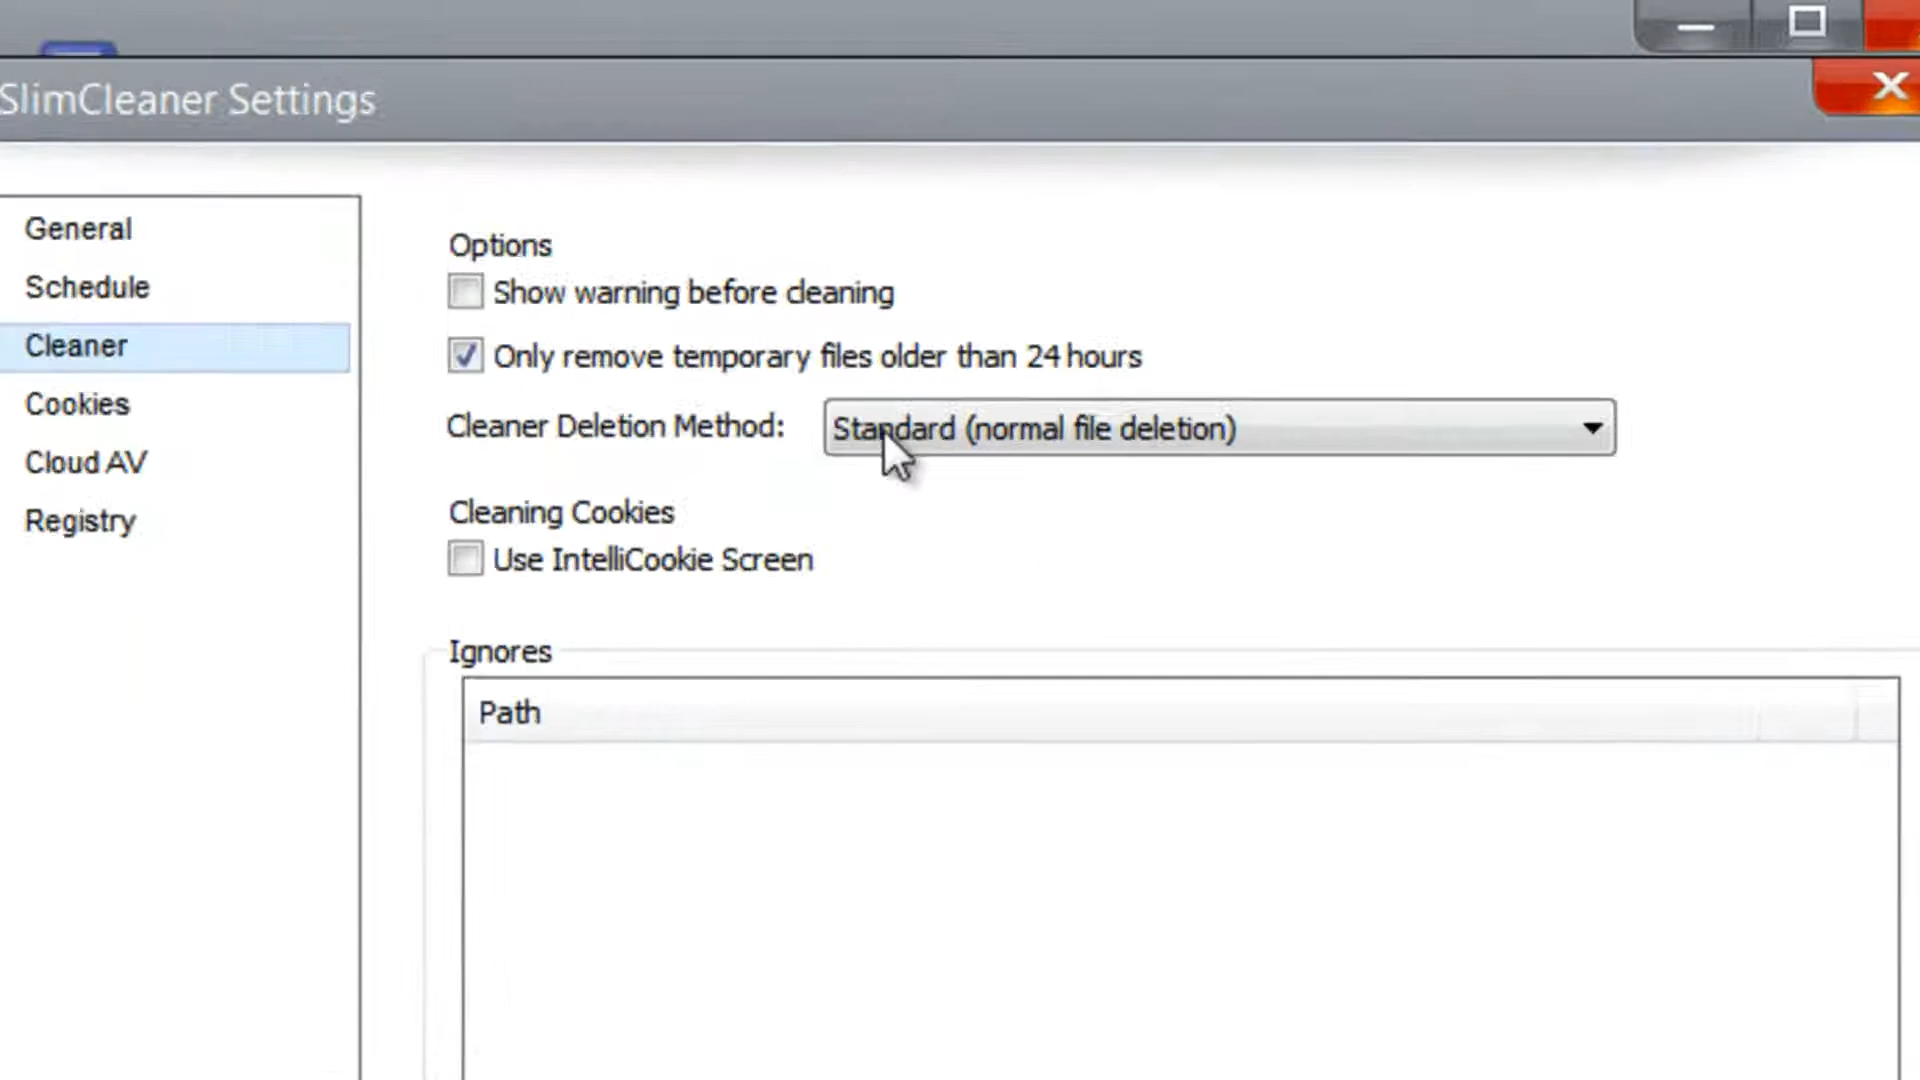 SlimCleaner Settings
General
Schedule
Cleaner
Cookies
Cloud AV
Registry
Options
Show warning before cleaning
Only remove temporary files older than 24 hours
Cleaner Deletion Method: Standard (normal file deletion)
Cleaning Cookies
Use IntelliCookie Screen
Ignores
Path